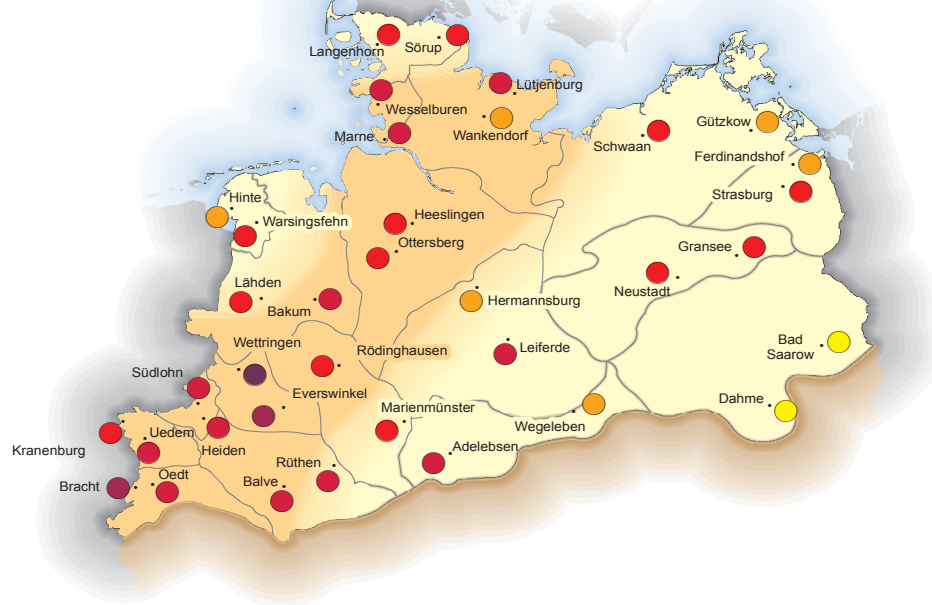 Langenhorn
Sörup
Lütjenburg
Wesselburen
Wankendorf
Marne
Schwaan
Gützkow
Ferdinandshof
Strasburg
Hinte
Warsingsfehn
Heeslingen
Ottersberg
Gransee
Neustadt
Lähden
Bakum
Hermannsburg
Wettringen
Rödinghausen
Leiferde
Bad
Saarow
Südlohn
Everswinkel
Marienmünster
Dahme
Wegeleben
Kranenburg
Uedem
Heiden
Adelebsen
Rüthen
Bracht
Oedt
Balve